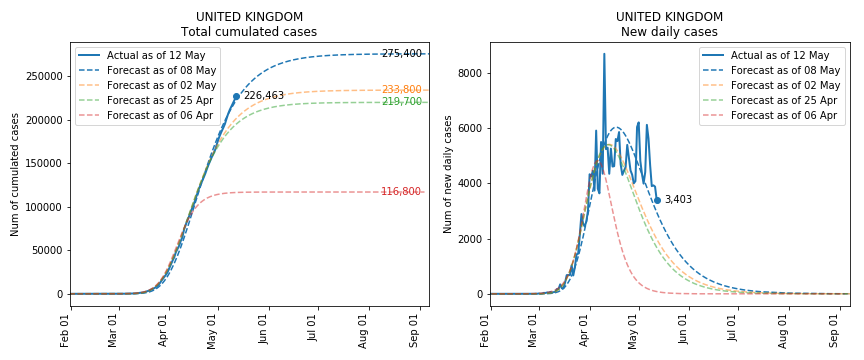 UNITED KINGDOM
Total cumulated cases
Num of cumulated cases
250000
200000
150000
100000
50000
0
Actual as of 12 May
Forecast as of 08 May
Forecast as of 02 May
Forecast as of 25 Apr
Forecast as of 06 Apr
275,400
233,800
226,463
219,700
116,800
Feb 01
Mar 01
Apr 01
May 01
Jun 01
Jul 01
Aug 01
Sep 01
UNITED KINGDOM
New daily cases
Num of new daily cases
8000
6000
4000
2000
0
Actual as of 12 May
Forecast as of 08 May
Forecast as of 02 May
Forecast as of 25 Apr
Forecast as of 06 Apr
3,403
Feb 01
Mar 01
Apr 01
May 01
Jun 01
Jul 01
Aug 01
Sep 01